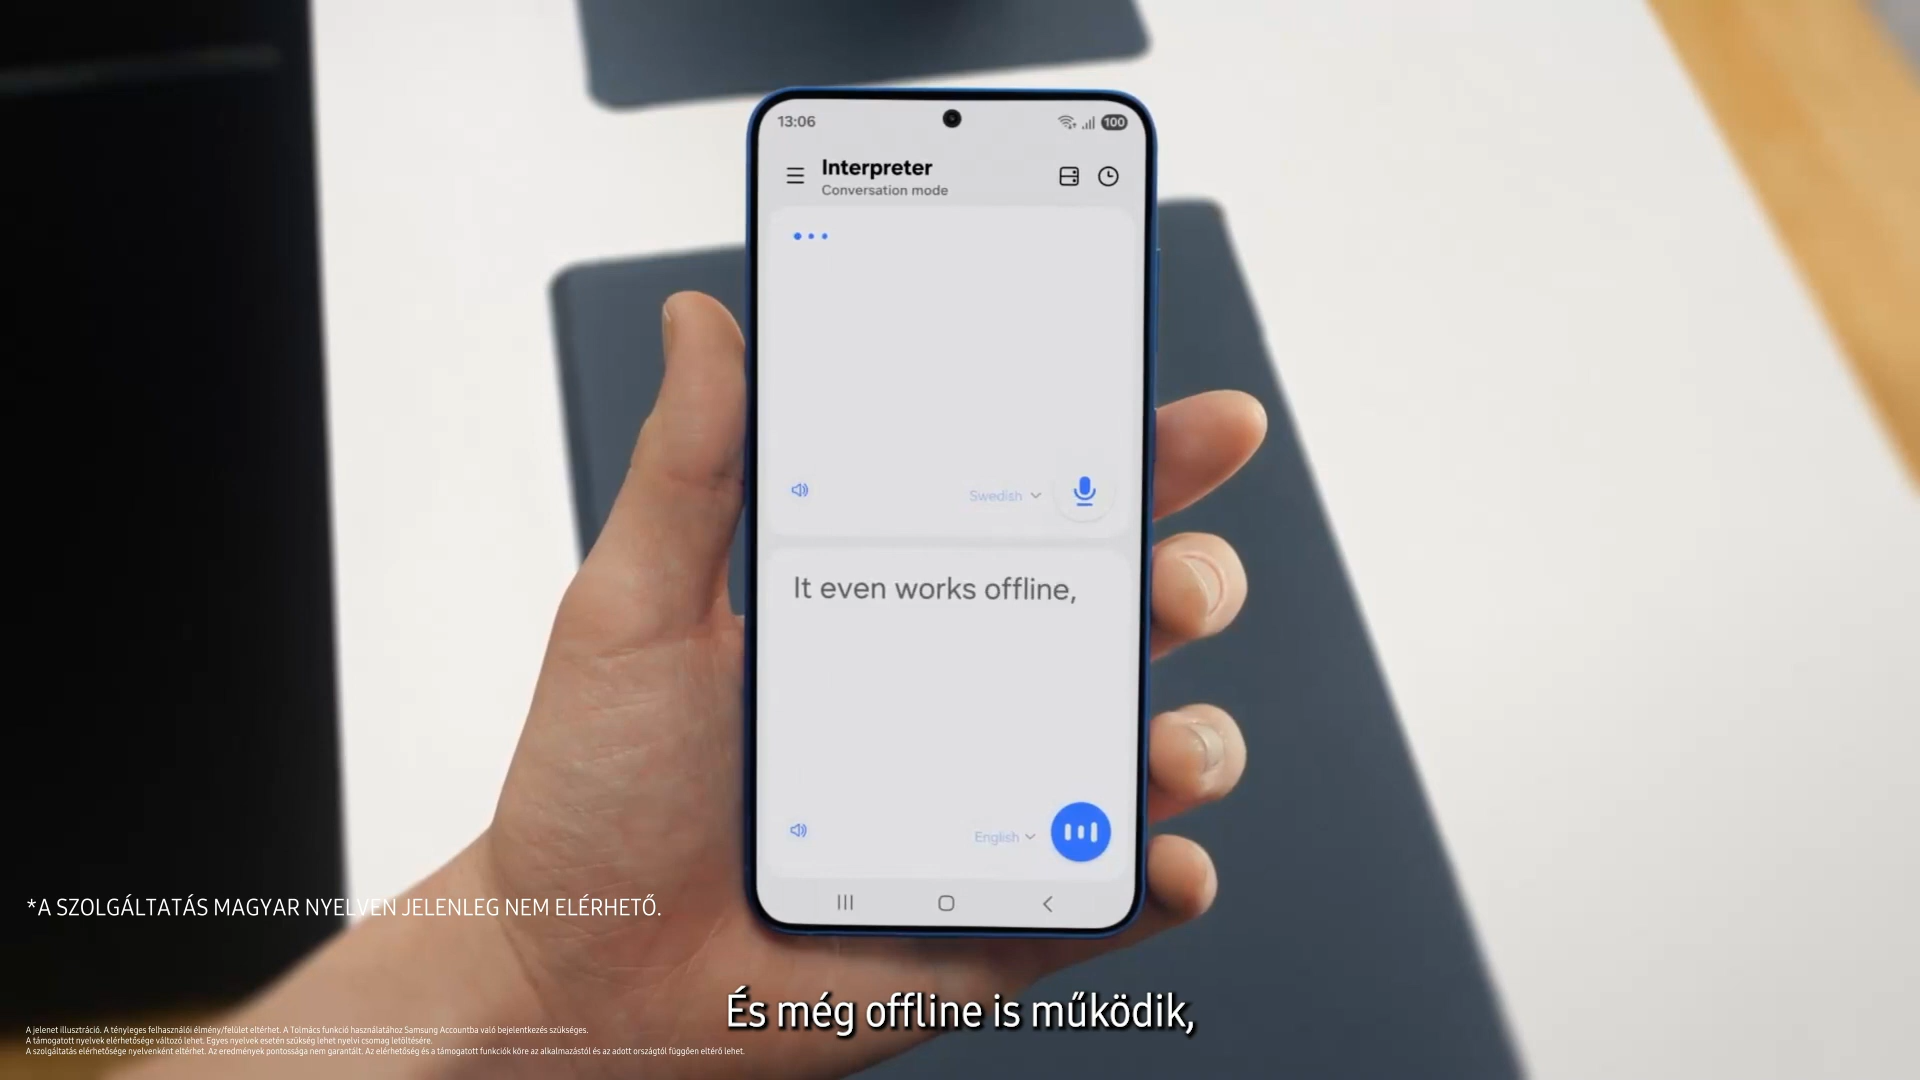 13:06
100
Interpreter
Conversation mode
Swedish
It even works offline,
English
*A SZOLGÁLTATÁS MAGYAR NYELVEN JELENLEG NEM ELÉRHETŐ.
És még offline is működik,
A jelenet illusztráció. A tényleges felhasználói élmény/felület eltérhet. A Tolmács funkció használatához Samsung Accountba való bejelentkezés szükséges.
A támogatott nyelvek elérhetősége változó lehet. Egyes nyelvek esetén szükség lehet nyelvi csomag letöltésére.
A szolgáltatás elérhetősége nyelvenként eltérhet. Az eredmények pontossága nem garantált. Az elérhetőség és a támogatott funkciók köre az alkalmazástól és az adott országtól függően eltérő lehet.